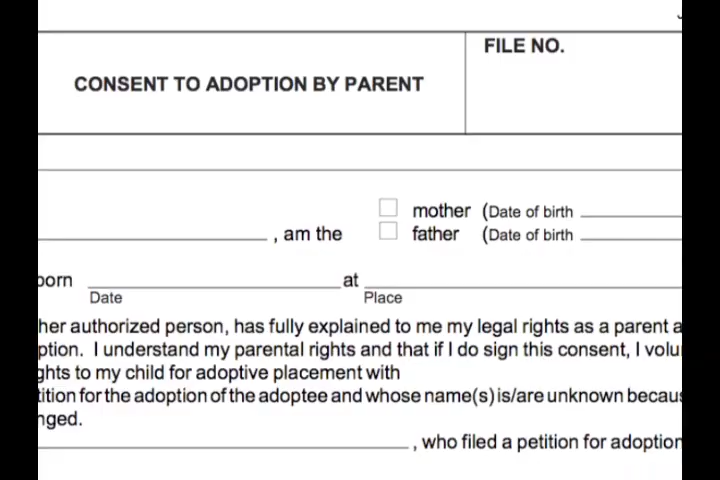 FILE NO.
CONSENT TO ADOPTION BY PARENT
mother (Date of birth
, am the father (Date of birth
born at
Date Place
her authorized person, has fully explained to me my legal rights as a parent a
ption. I understand my parental rights and that if I do sign this consent, I volu
ghts to my child for adoptive placement with
tition for the adoption of the adoptee and whose name(s) is/are unknown becau
nged.
, who filed a petition for adoption